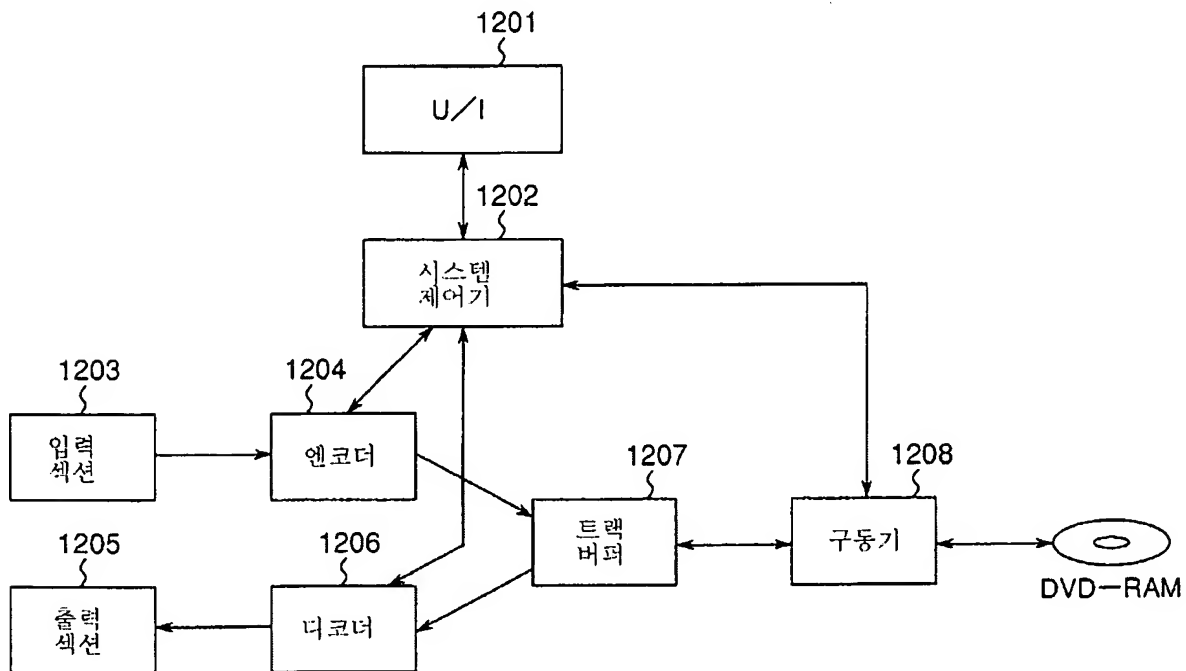 1201
U/I
1202
시스템
제어기
1203
입력
섹션
1204
엔코더
1207
트랙
버퍼
1208
구동기
DVD-RAM
1205
출력
섹션
1206
디코더